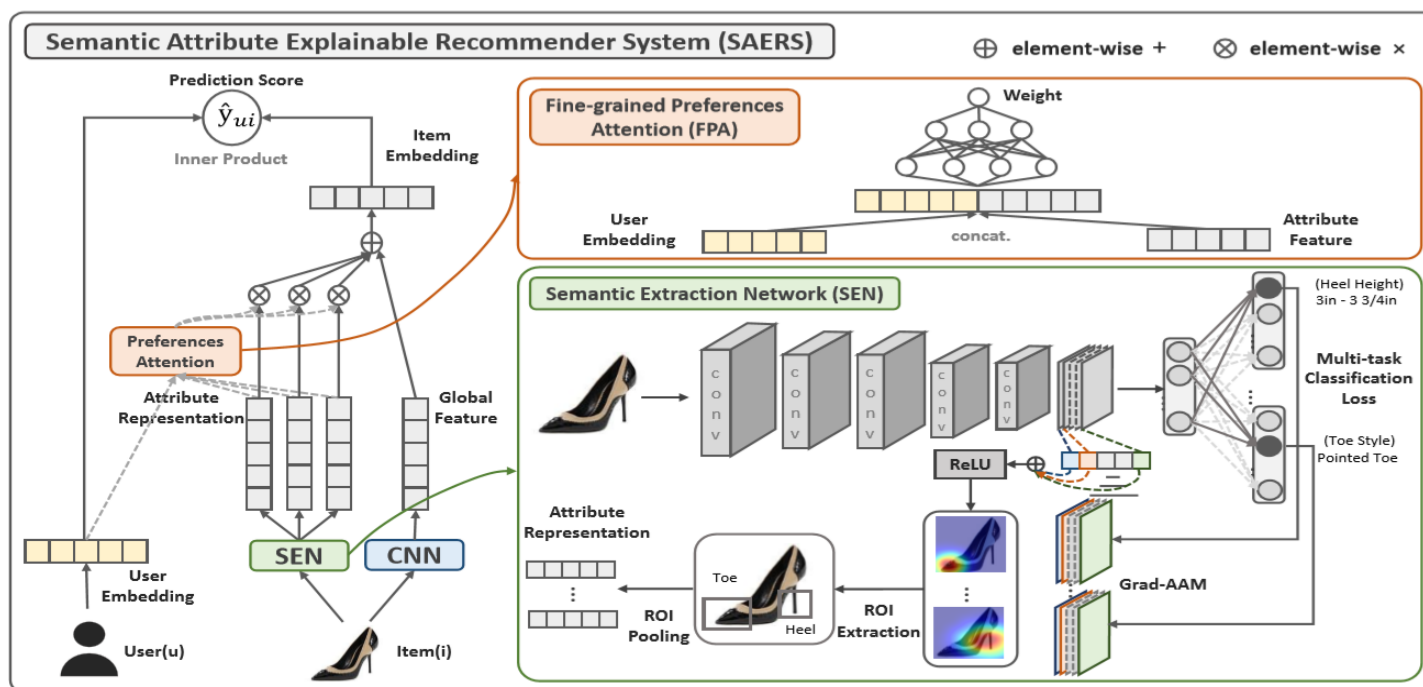 Semantic Attribute Explainable Recommender System (SAERS)
⊕ element-wise +
⊗ element-wise ×
Prediction Score
ŷui
Inner Product
Item
Embedding
Preferences
Attention
Attribute
Representation
Global
Feature
SEN
CNN
User
Embedding
User(u)
Item(i)
Fine-grained Preferences
Attention (FPA)
Weight
User
Embedding
concat.
Attribute
Feature
Semantic Extraction Network (SEN)
conv
conv
conv
conv
conv
(Heel Height)
3in - 3 3/4in
Multi-task
Classification
Loss
(Toe Style)
Pointed Toe
ReLU
Attribute
Representation
Toe
Heel
ROI
Pooling
ROI
Extraction
Grad-AAM